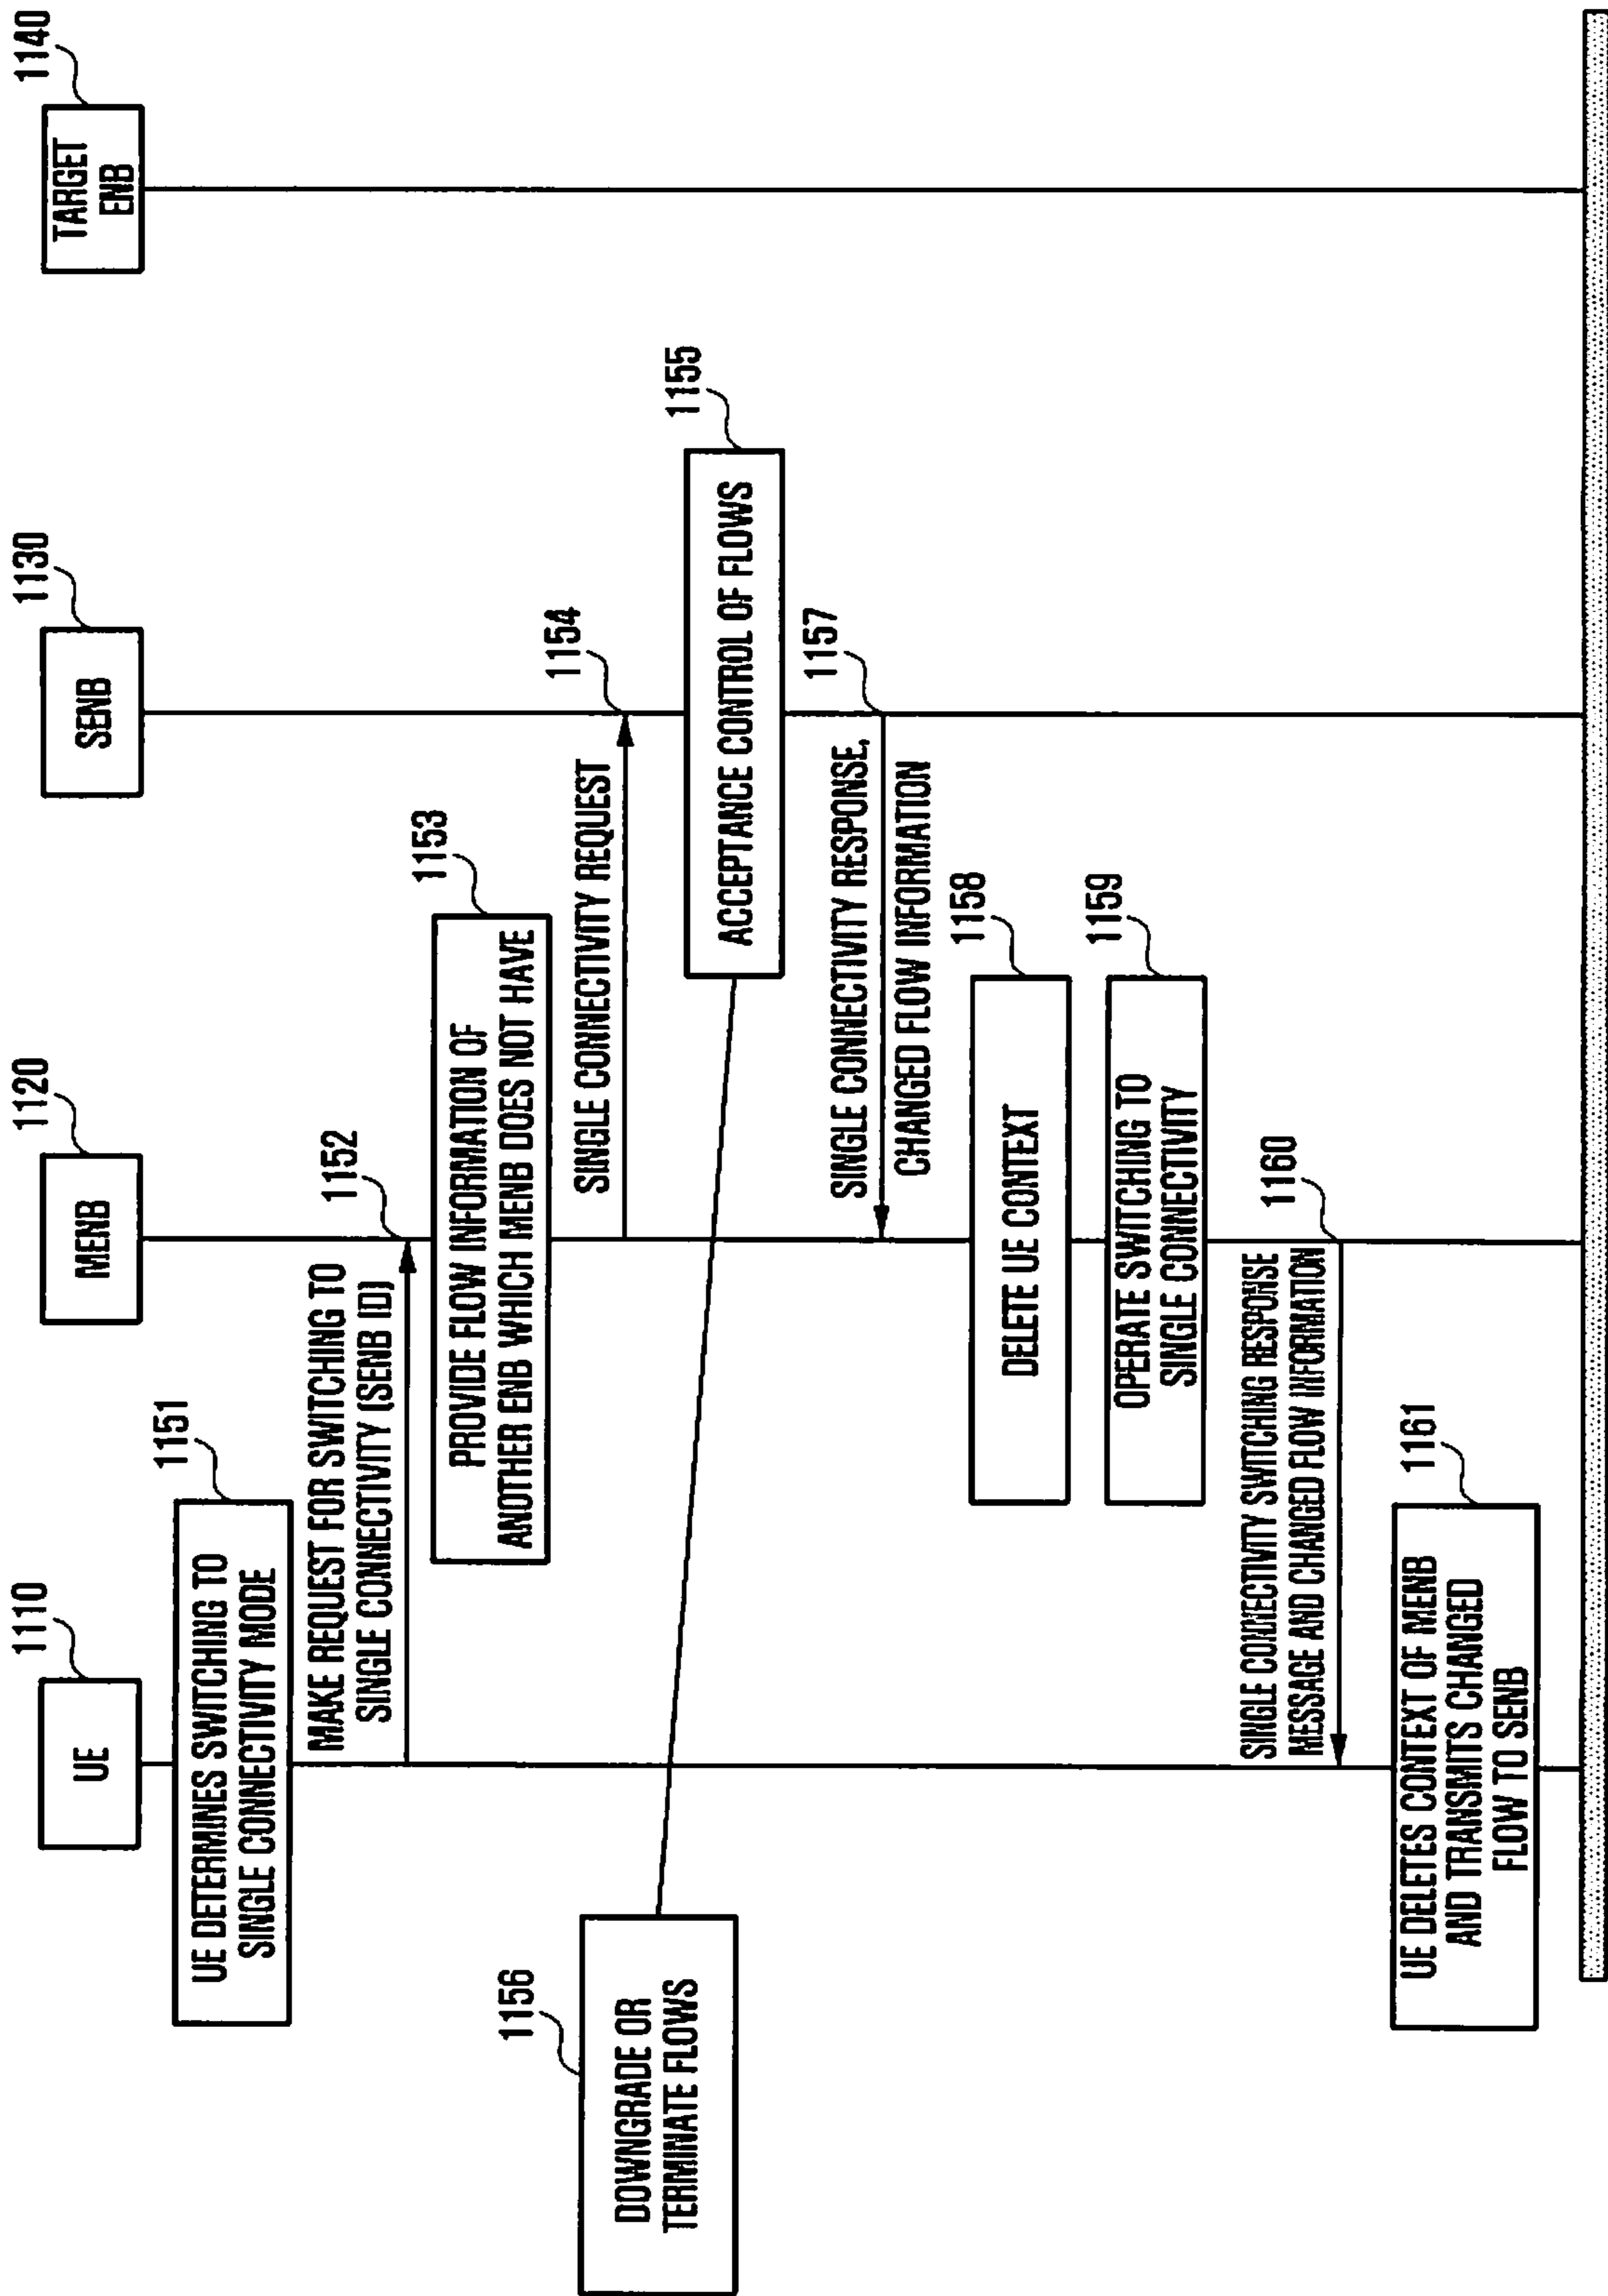 1110
1120
1130
1140
UE
MENB
SENB
TARGET
ENB
1151
UE DETERMINES SWITCHING TO
SINGLE CONNECTIVITY MODE
MAKE REQUEST FOR SWITCHING TO
SINGLE CONNECTIVITY (SENB ID)
1152
1153
PROVIDE FLOW INFORMATION OF
ANOTHER ENB WHICH MENB DOES NOT HAVE
SINGLE CONNECTIVITY REQUEST
1154
1155
ACCEPTANCE CONTROL OF FLOWS
1156
DOWNGRADE OR
TERMINATE FLOWS
1157
SINGLE CONNECTIVITY RESPONSE,
CHANGED FLOW INFORMATION
1158
DELETE UE CONTEXT
1159
OPERATE SWITCHING TO
SINGLE CONNECTIVITY
1160
SINGLE CONNECTIVITY SWITCHING RESPONSE
MESSAGE AND CHANGED FLOW INFORMATION
1161
UE DELETES CONTEXT OF MENB
AND TRANSMITS CHANGED
FLOW TO SENB